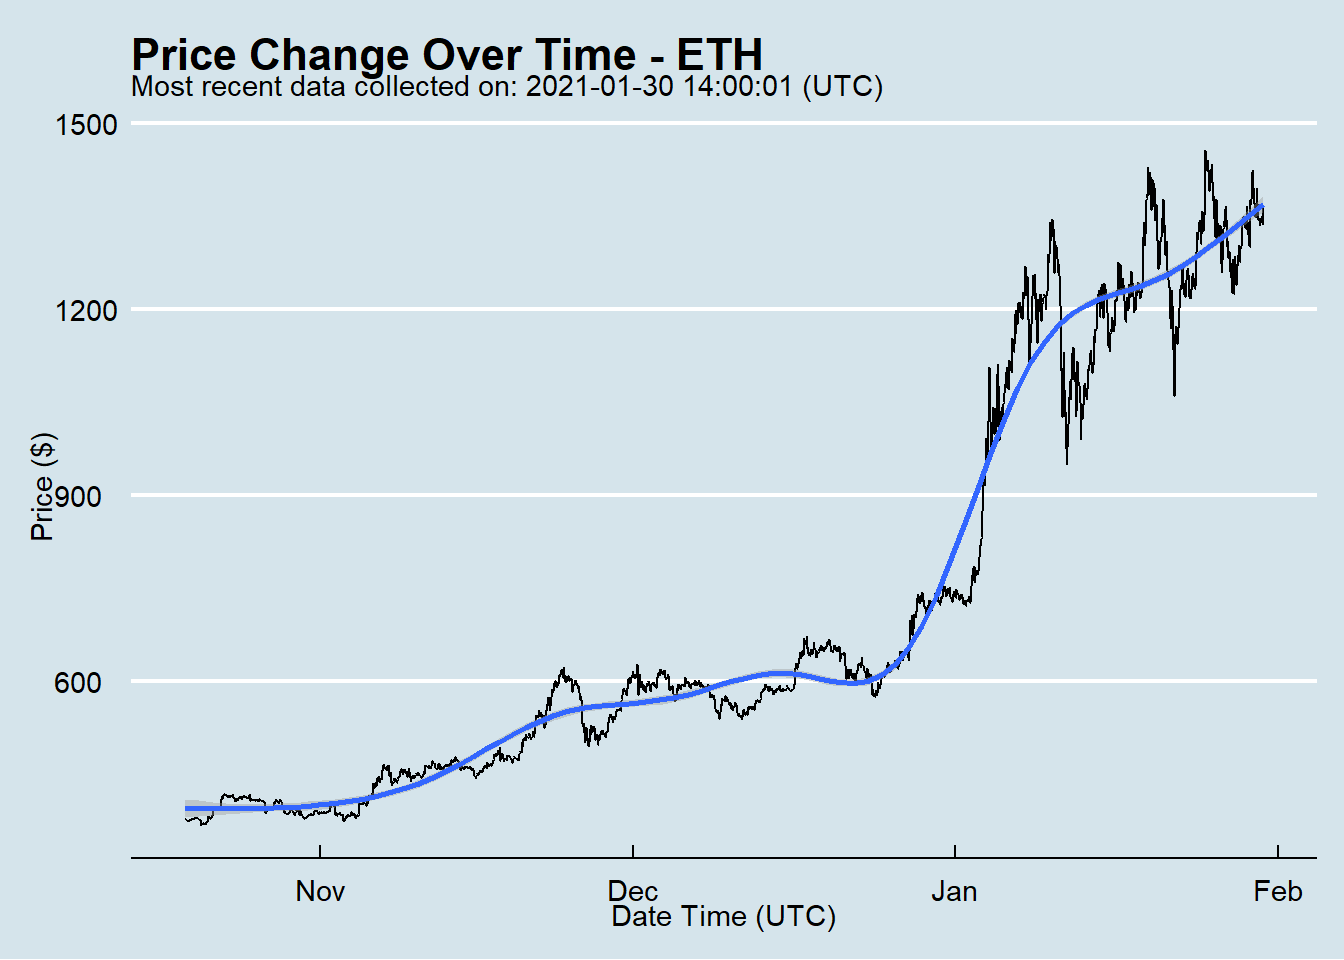 Price Change Over Time - ETH
Most recent data collected on: 2021-01-30 14:00:01 (UTC)
1500
1200
900
600
Price ($)
Nov
Dec
Jan
Feb
Date Time (UTC)